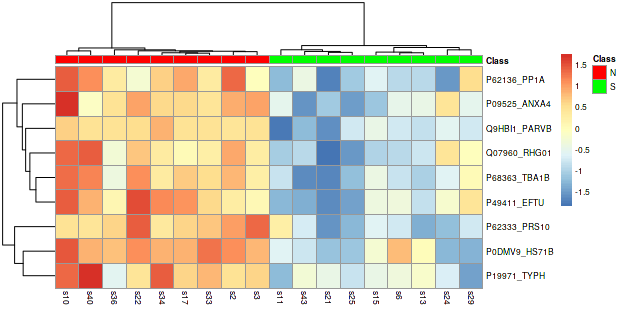 Class
P62136_PP1A
P09525_ANXA4
Q9HBI1_PARVB
Q07960_RHG01
P68363_TBA1B
P49411_EFTU
P62333_PRS10
P0DMV9_HS71B
P19971_TYPH
s10 s40 s36 s22 s34 s17 s33 s2 s3 s11 s43 s21 s25 s15 s6 s13 s24 s29
1.5
1
0.5
0
-0.5
-1
-1.5
Class
N
M